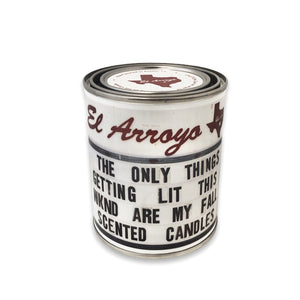 El Arroyo
THE ONLY THINGS
GETTING LIT THIS
WKND ARE MY FALL
SCENTED CANDLES